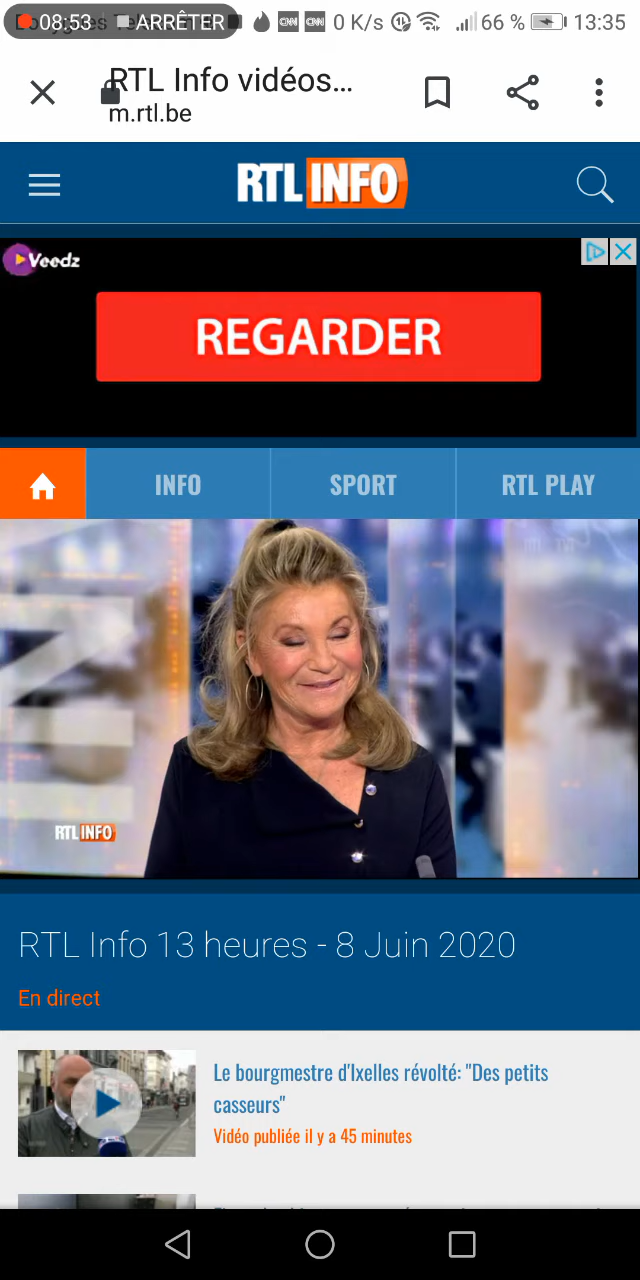 08:53 ARRÊTER CNN CNN 0 K/s 66 % 13:35
RTL Info vidéos...
m.rtl.be
RTL INFO
Veedz
REGARDER
INFO SPORT RTL PLAY
RTL INFO
RTL Info 13 heures - 8 Juin 2020
En direct
Le bourgmestre d'Ixelles révolté: "Des petits
casseurs"
Vidéo publiée il y a 45 minutes